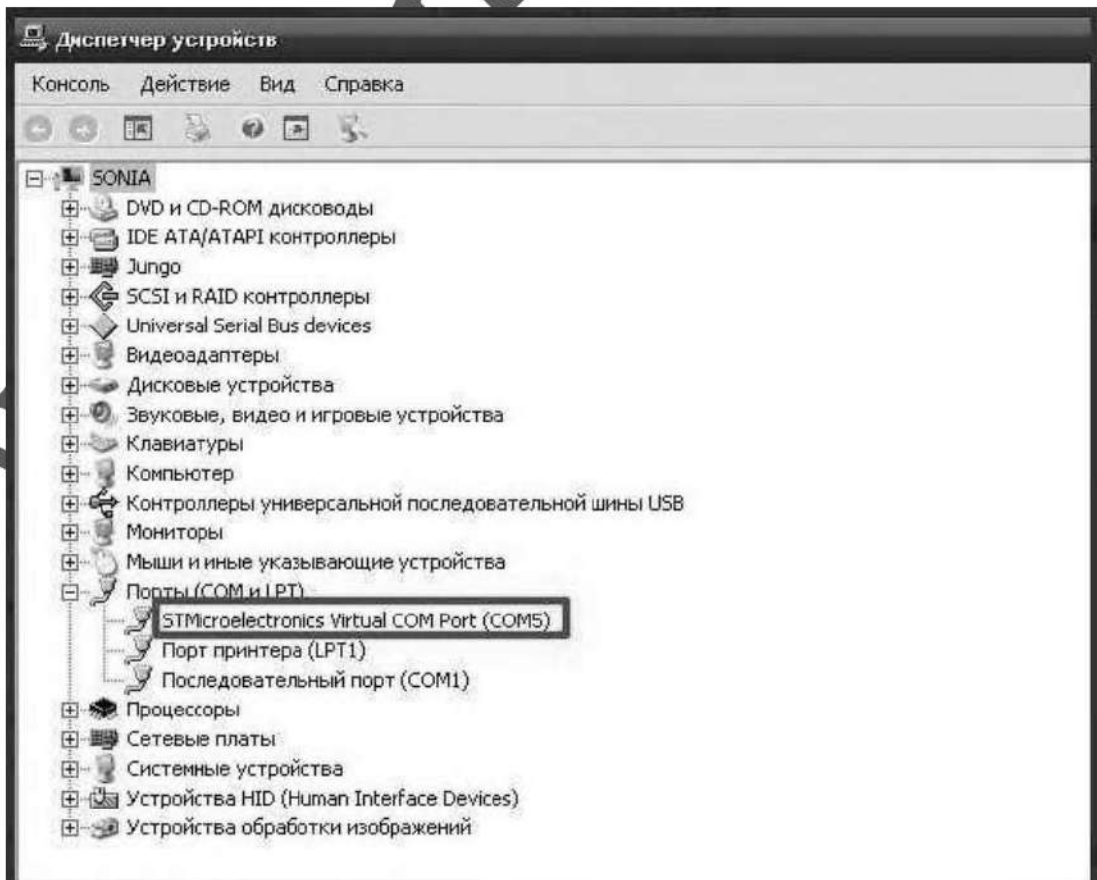 Диспетчер устройств
Консоль Действие Вид Справка
SONIA
DVD и CD-ROM дисководы
IDE ATA/ATAPI контроллеры
Jungo
SCSI и RAID контроллеры
Universal Serial Bus devices
Видеоадаптеры
Дисковые устройства
Звуковые, видео и игровые устройства
Клавиатуры
Компьютер
Контроллеры универсальной последовательной шины USB
Мониторы
Мыши и иные указывающие устройства
Порты (COM и LPT)
STMicroelectronics Virtual COM Port (COM5)
Порт принтера (LPT1)
Последовательный порт (COM1)
Процессоры
Сетевые платы
Системные устройства
Устройства HID (Human Interface Devices)
Устройства обработки изображений